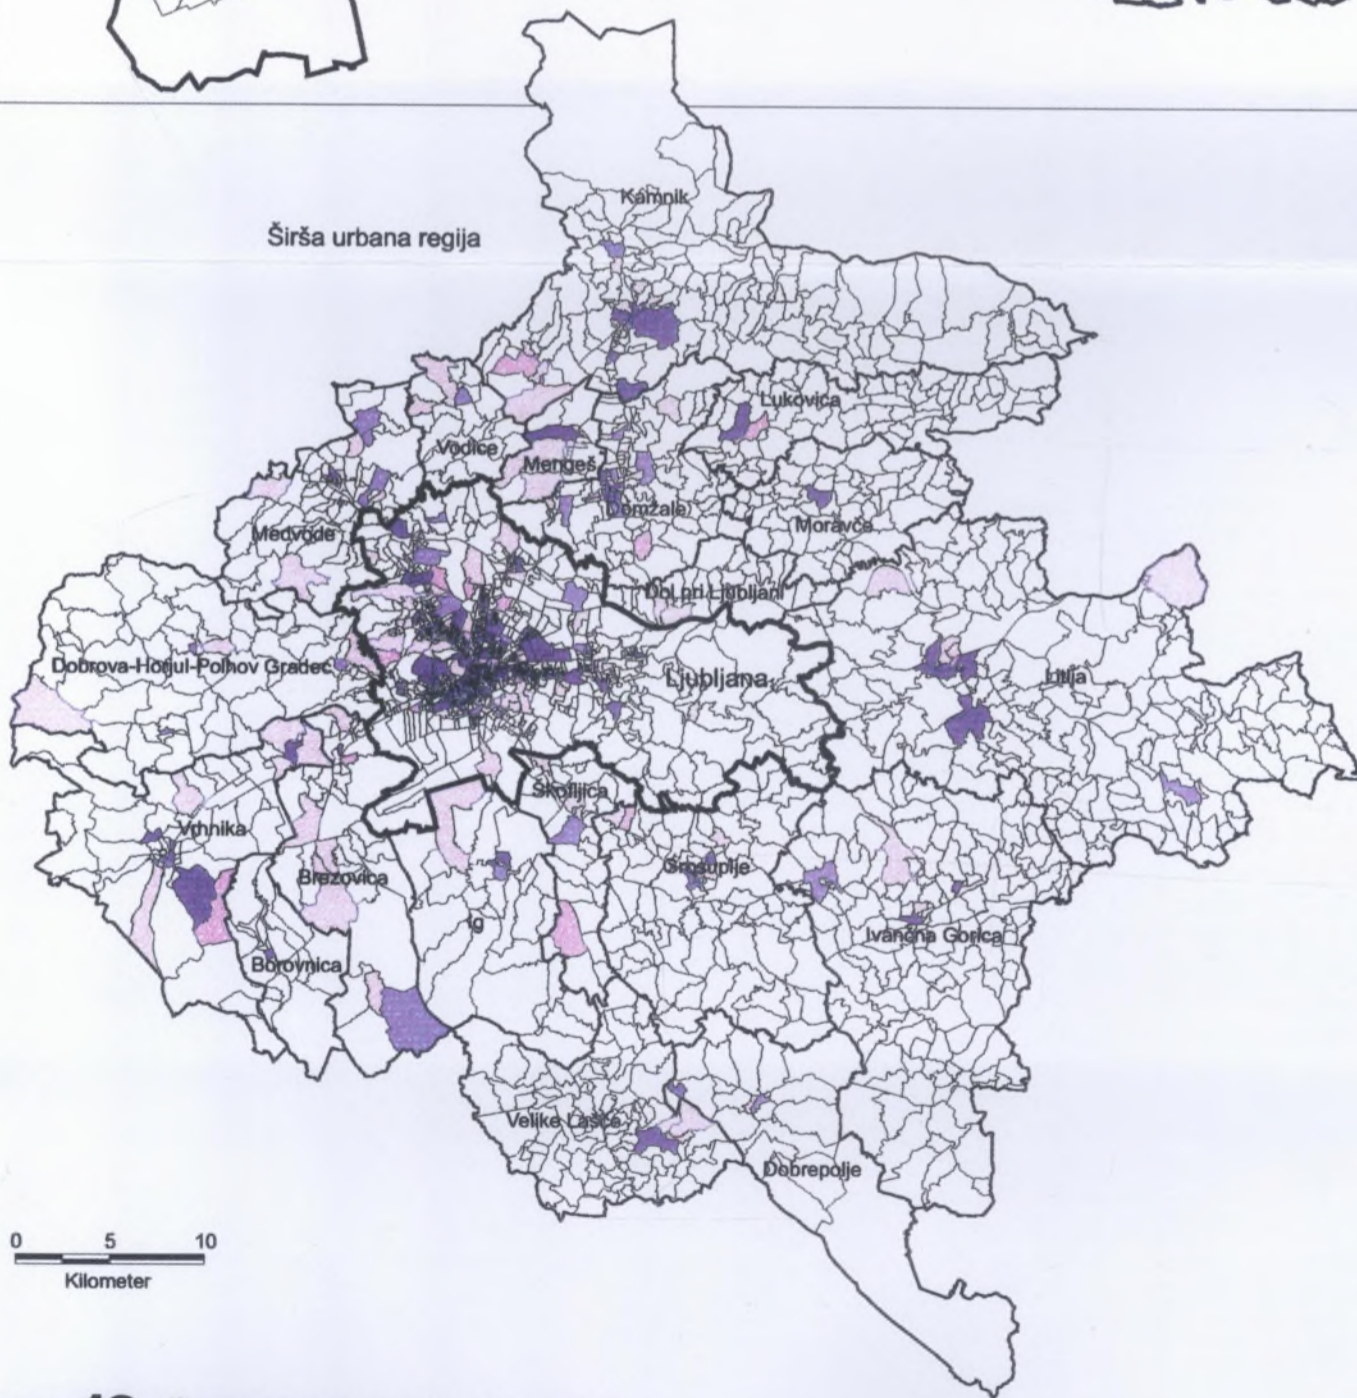 Kamnik
Širša urbana regija
Lukovica
Vodice
Mengeš
Domžale
Moravče
Medvode
Dol pri Ljubljani
Dobrova-Horjul-Polhov Gradec
Ljubljana
Litija
Škofljica
Vrhnika
Grosuplje
Brezovica
Ig
Ivančna Gorica
Borovnica
Velike Lašče
Dobrepolje
0 5 10
Kilometer